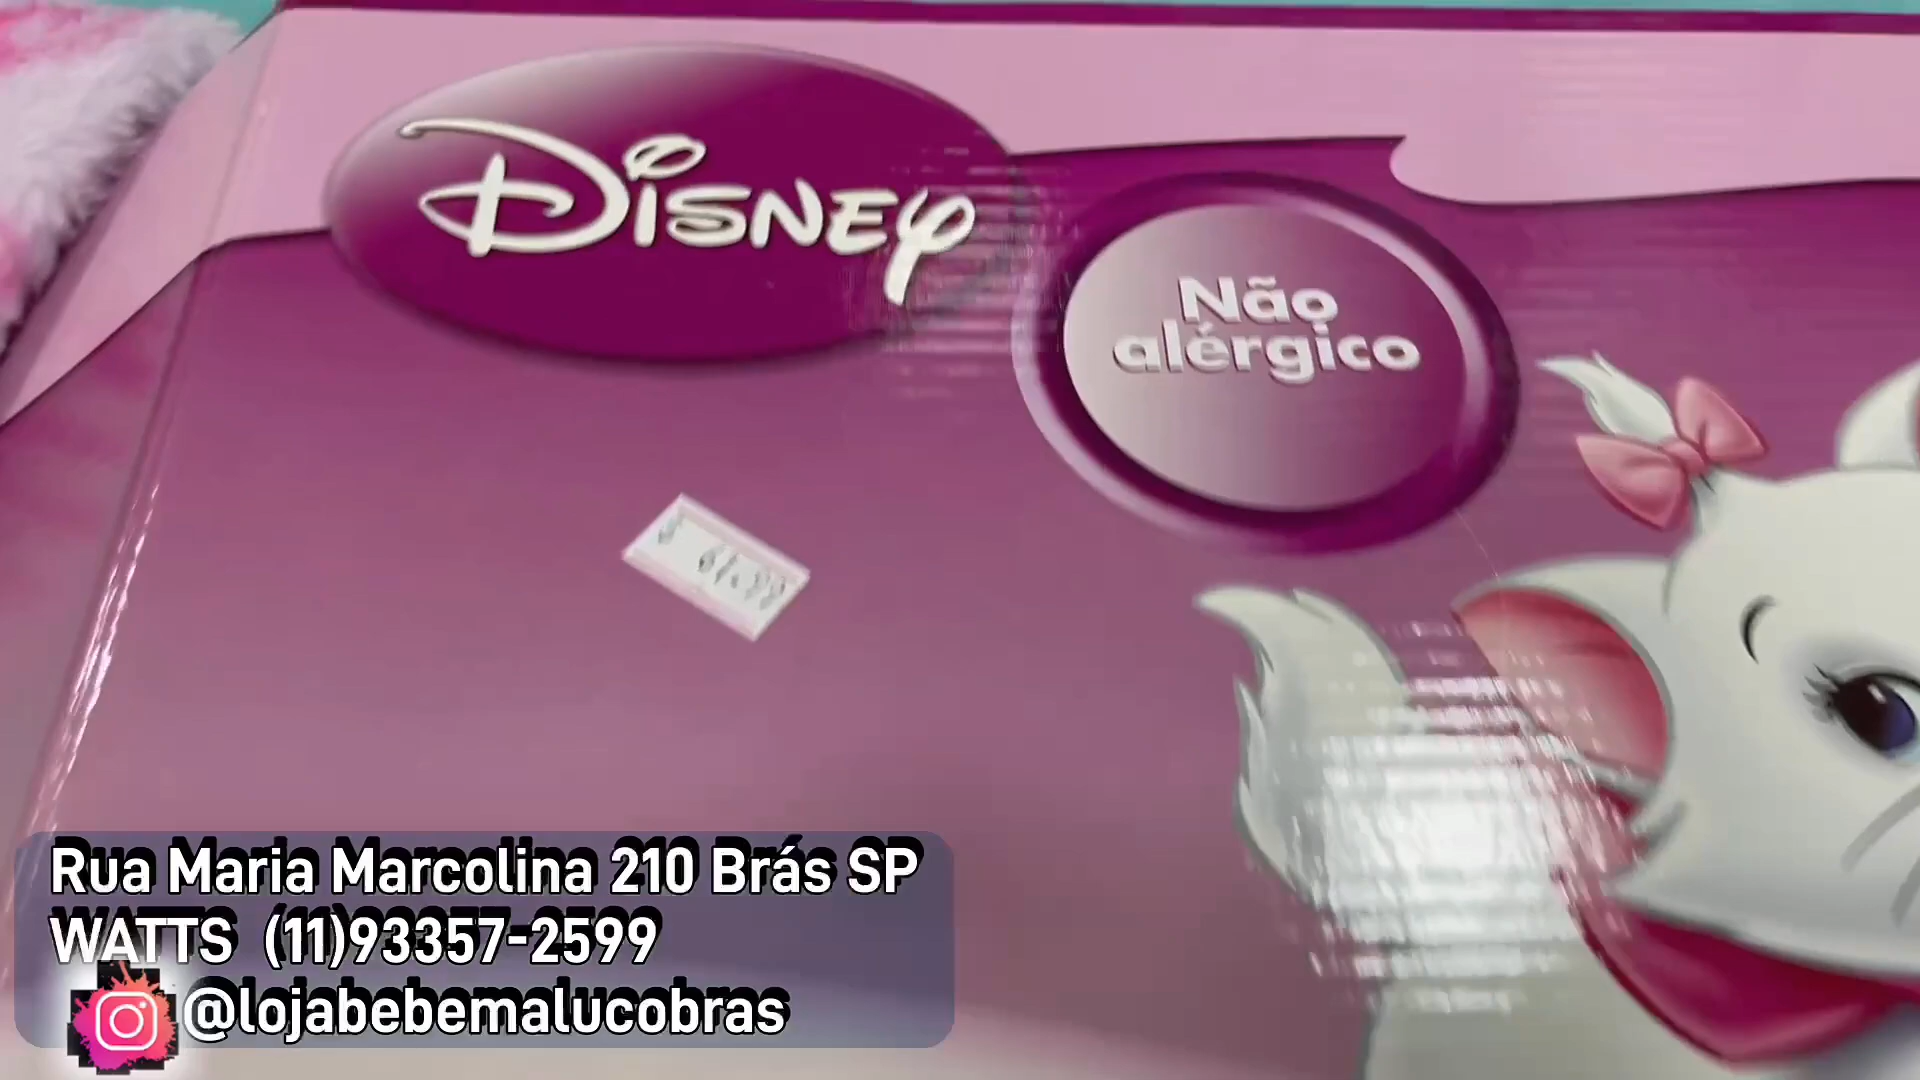 Disney
Não
alérgico
Rua Maria Marcolina 210 Brás SP
WATTS (11)93357-2599
@lojabebemalucobras